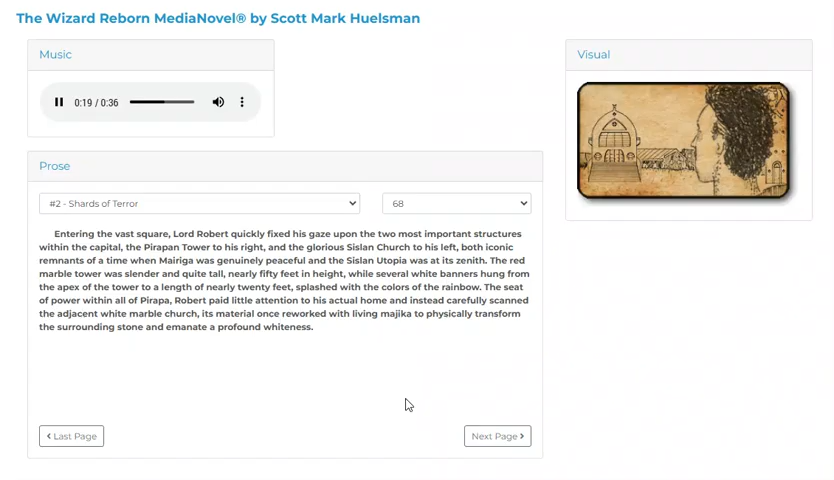 The Wizard Reborn MediaNovel® by Scott Mark Huelsman
Music
0:19 / 0:36
Visual
Prose
#2 - Shards of Terror
68
Entering the vast square, Lord Robert quickly fixed his gaze upon the two most important structures
within the capital, the Pirapan Tower to his right, and the glorious Sislan Church to his left, both iconic
remnants of a time when Mairiga was genuinely peaceful and the Sislan Utopia was at its zenith. The red
marble tower was slender and quite tall, nearly fifty feet in height, while several white banners hung from
the apex of the tower to a length of nearly twenty feet, splashed with the colors of the rainbow. The seat
of power within all of Pirapa, Robert paid little attention to his actual home and instead carefully scanned
the adjacent white marble church, its material once reworked with living majika to physically transform
the surrounding stone and emanate a profound whiteness.
Last Page
Next Page